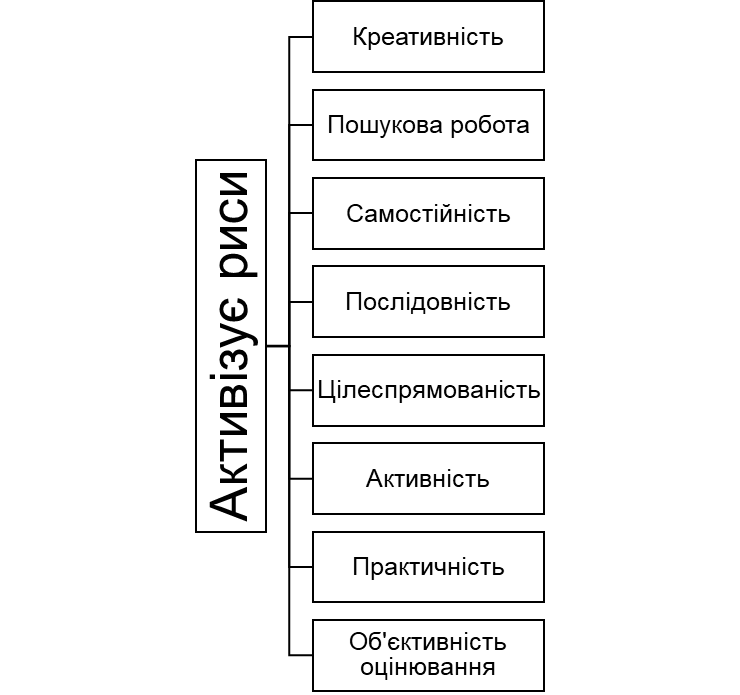 Активізує риси
Креативність
Пошукова робота
Самостійність
Послідовність
Цілеспрямованість
Активність
Практичність
Об'єктивність
оцінювання